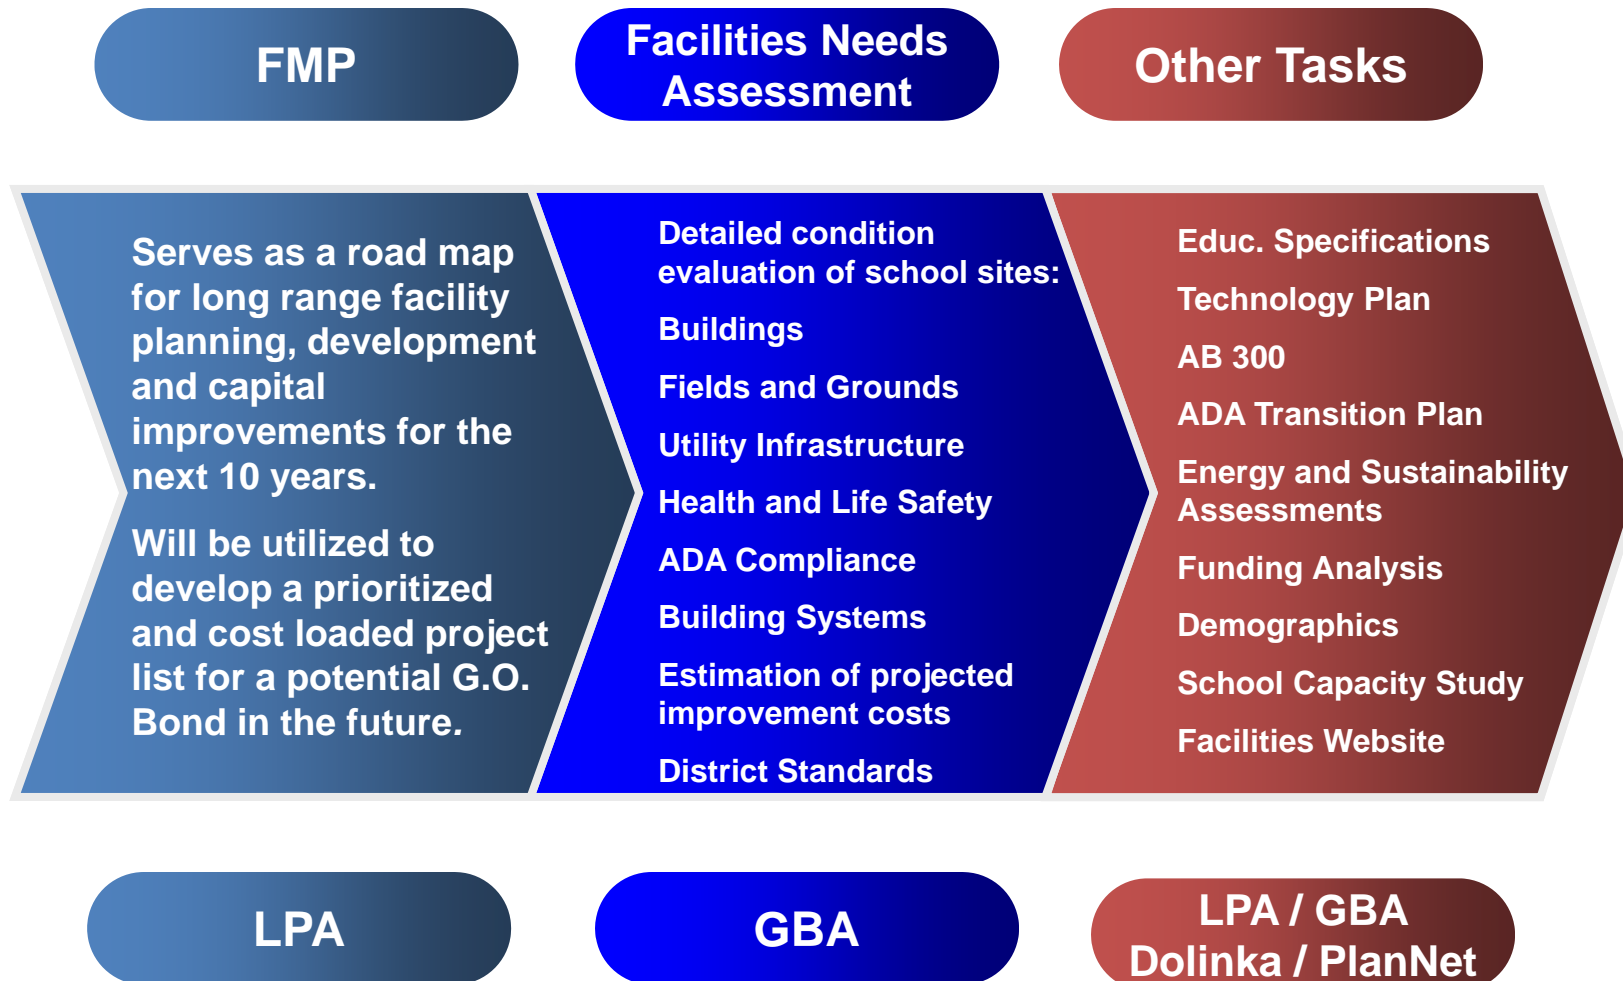 FMP
Facilities Needs
Assessment
Other Tasks
Serves as a road map
for long range facility
planning, development
and capital
improvements for the
next 10 years.
Will be utilized to
develop a prioritized
and cost loaded project
list for a potential G.O.
Bond in the future.
Detailed condition
evaluation of school sites:
Buildings
Fields and Grounds
Utility Infrastructure
Health and Life Safety
ADA Compliance
Building Systems
Estimation of projected
improvement costs
District Standards
Educ. Specifications
Technology Plan
AB 300
ADA Transition Plan
Energy and Sustainability
Assessments
Funding Analysis
Demographics
School Capacity Study
Facilities Website
LPA
GBA
LPA / GBA
Dolinka / PlanNet